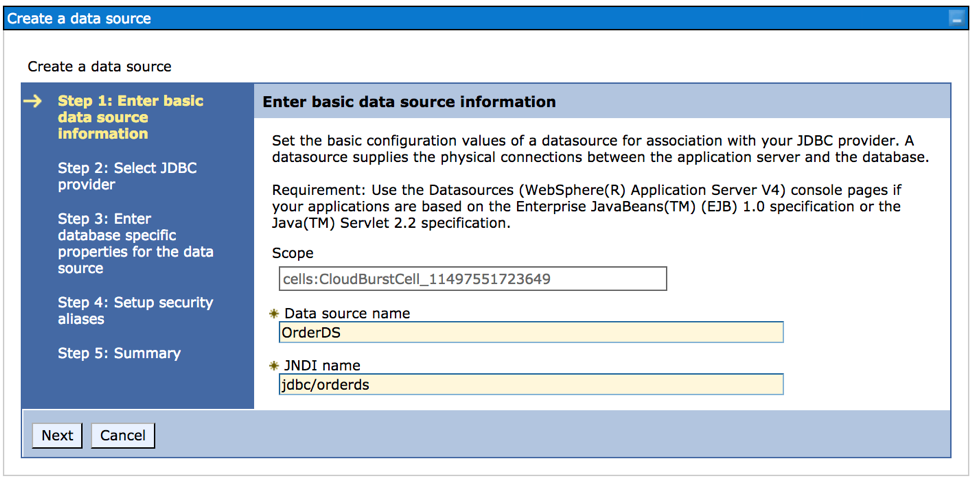 Create a data source
Create a data source
Step 1: Enter basic
data source
information
Step 2: Select JDBC
provider
Step 3: Enter
database specific
properties for the data
source
Step 4: Setup security
aliases
Step 5: Summary
Enter basic data source information
Set the basic configuration values of a datasource for association with your JDBC provider. A
datasource supplies the physical connections between the application server and the database.
Requirement: Use the Datasources (WebSphere(R) Application Server V4) console pages if
your applications are based on the Enterprise JavaBeans(TM) (EJB) 1.0 specification or the
Java(TM) Servlet 2.2 specification.
Scope
cells:CloudBurstCell_11497551723649
Data source name
OrderDS
JNDI name
jdbc/orderds
Next Cancel